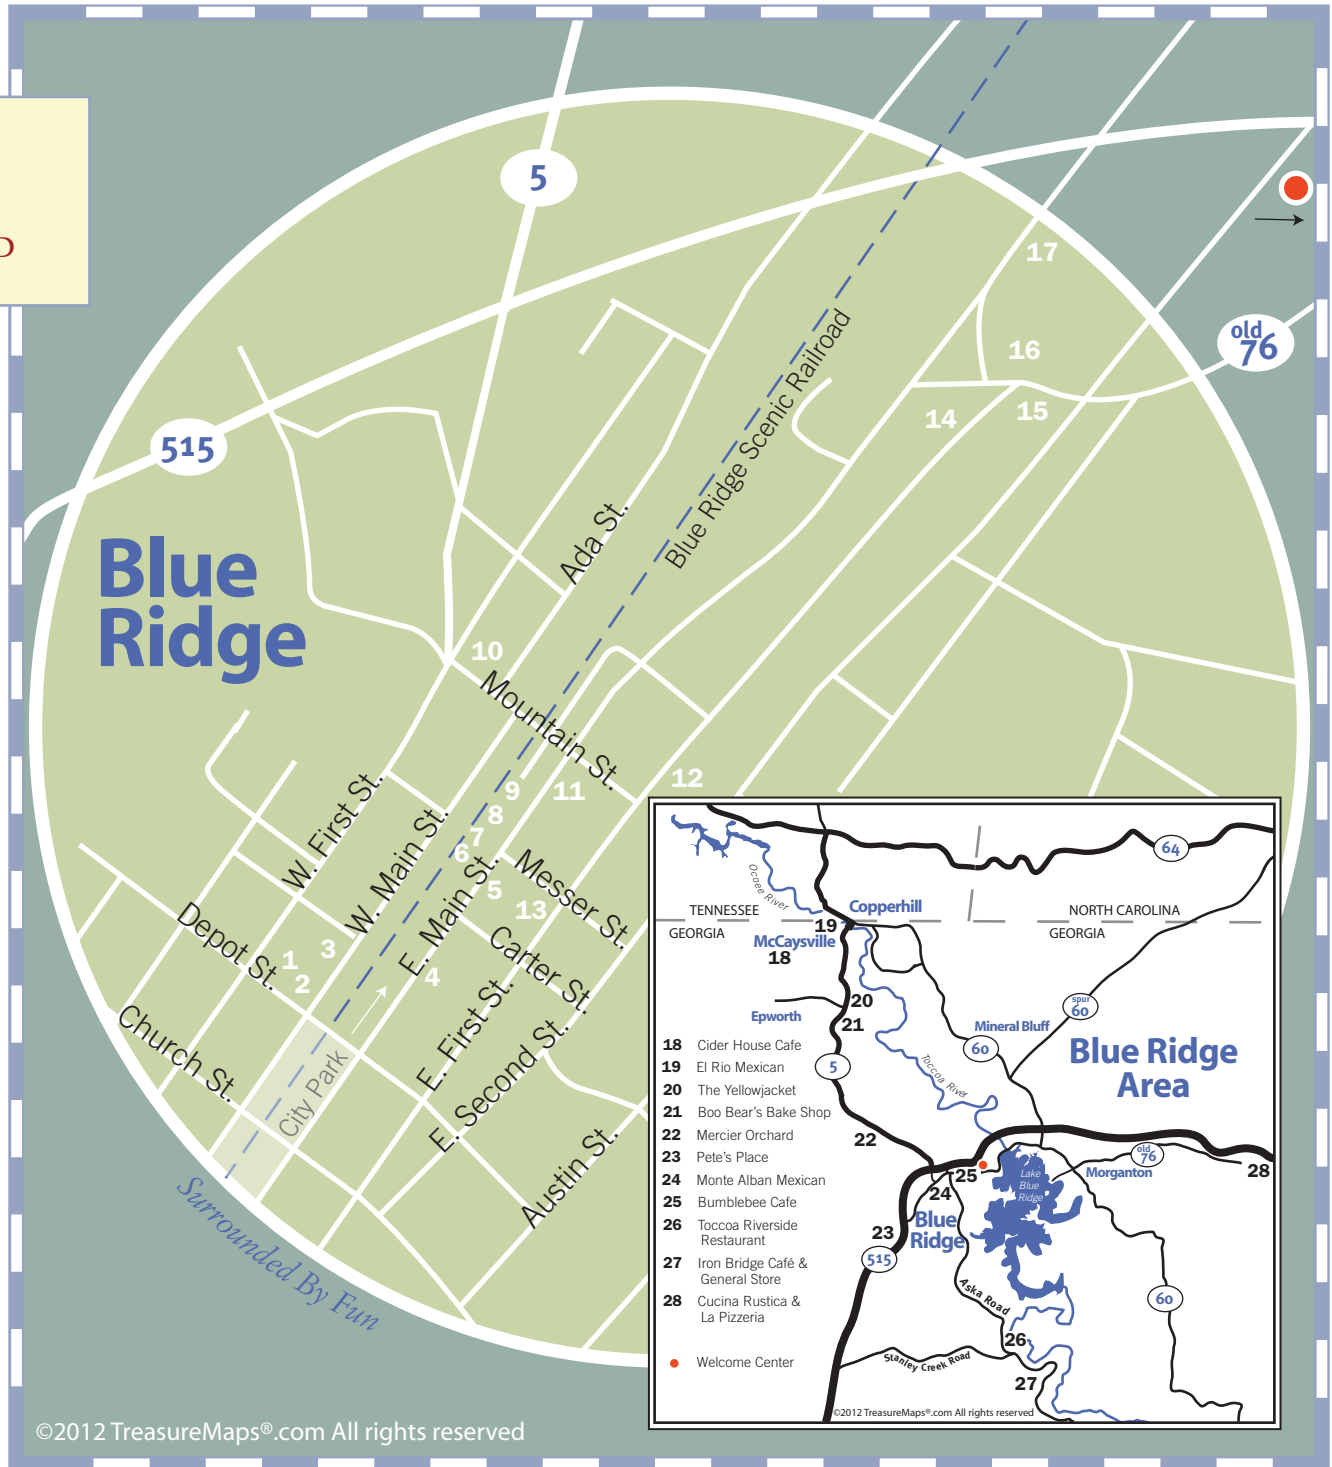 D
5
17
old
76
16
15
14
515
Blue Ridge Scenic Railroad
Ada St.
Blue
Ridge
10
Mountain St.
12
11
9
8
7
6
5
13
W. First St.
W. Main St.
E. Main St.
Messer St.
Carter St.
Depot St.
1
2
3
4
Church St.
E. First St.
E. Second St.
City Park
Austin St.
Surrounded By Fun
©2012 TreasureMaps®.com All rights reserved
64
Ocoee River
TENNESSEE
GEORGIA
Copperhill
NORTH CAROLINA
GEORGIA
19
McCaysville
18
20
Epworth
21
spur
60
Mineral Bluff
60
5
Toccoa River
Blue Ridge
Area
22
old
76
Morganton
28
25
24
Lake
Blue
Ridge
Blue
Ridge
23
515
60
Aska Road
26
Stanley Creek Road
27
18 Cider House Cafe
19 El Rio Mexican
20 The Yellowjacket
21 Boo Bear's Bake Shop
22 Mercier Orchard
23 Pete's Place
24 Monte Alban Mexican
25 Bumblebee Cafe
26 Toccoa Riverside
Restaurant
27 Iron Bridge Café &
General Store
28 Cucina Rustica &
La Pizzeria
Welcome Center
©2012 TreasureMaps®.com All rights reserved